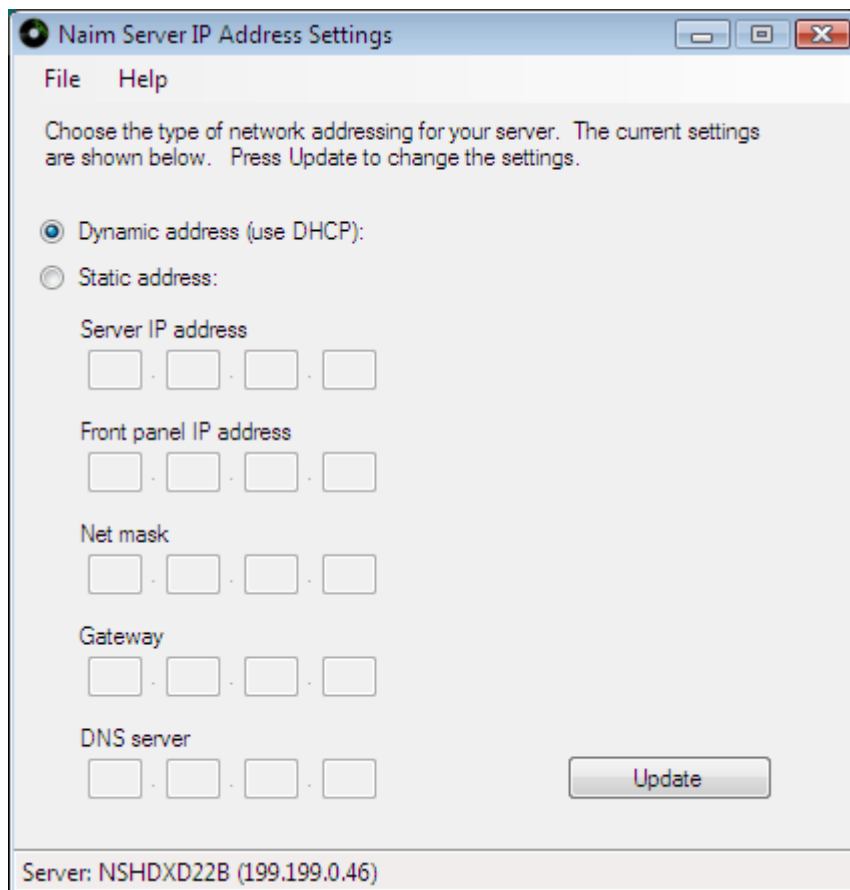 Naim Server IP Address Settings
File Help
Choose the type of network addressing for your server. The current settings
are shown below. Press Update to change the settings.
Dynamic address (use DHCP):
Static address:
Server IP address
. . .
Front panel IP address
. . .
Net mask
. . .
Gateway
. . .
DNS server
. . .
Update
Server: NSHDXD22B (199.199.0.46)